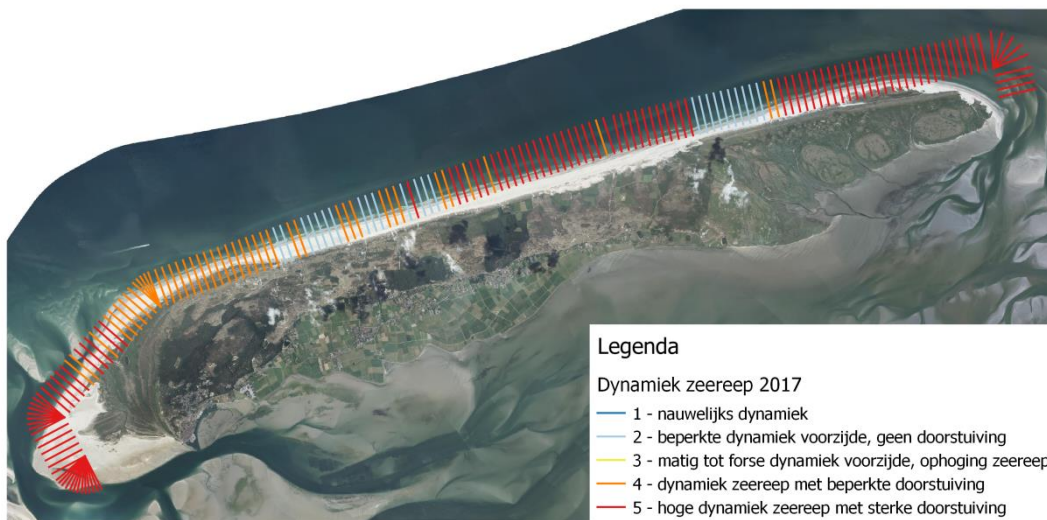 Legenda
Dynamiek zeereep 2017
1 - nauwelijks dynamiek
2 - beperkte dynamiek voorzijde, geen doorstuiving
3 - matig tot forse dynamiek voorzijde, ophoging zeereep
4 - dynamiek zeereep met beperkte doorstuiving
5 - hoge dynamiek zeereep met sterke doorstuiving